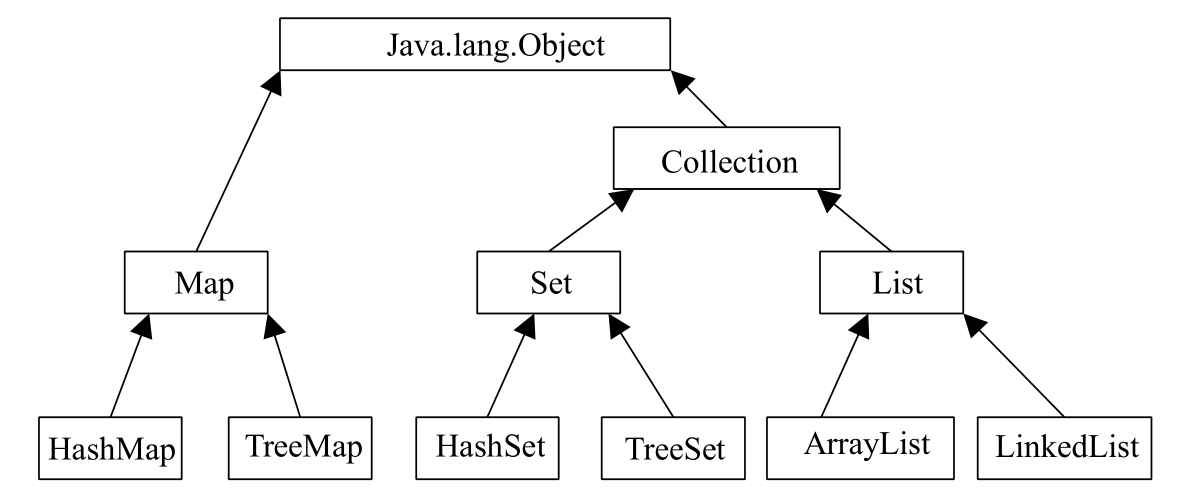 Java.lang.Object
Collection
Map
Set
List
HashMap
TreeMap
HashSet
TreeSet
ArrayList
LinkedList